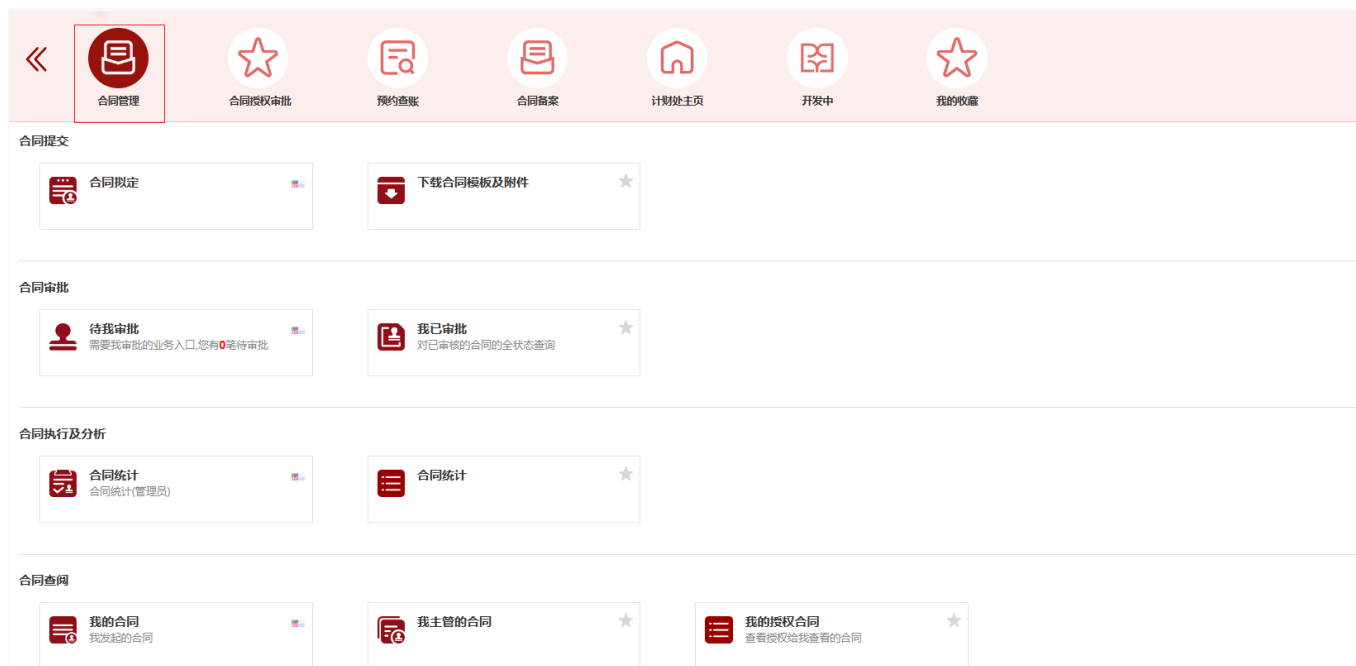 合同管理
合同授权审批
预约查账
合同备案
计财处主页
开发中
我的收藏
合同提交
合同拟定
下载合同模板及附件
合同审批
待我审批
需要我审批的业务入口,您有0笔待审批
我已审批
对已审核的合同的全状态查询
合同执行及分析
合同统计
合同统计(管理员)
合同统计
合同查阅
我的合同
我发起的合同
我主管的合同
我的授权合同
查看授权给我查看的合同